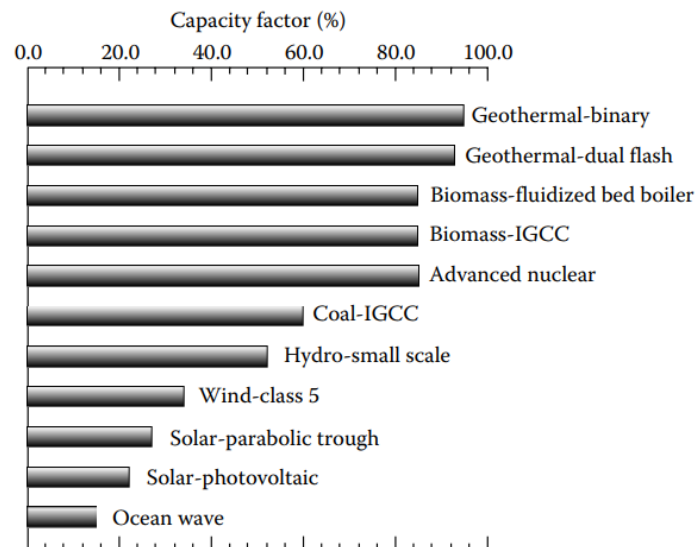 Capacity factor (%)
0.0 20.0 40.0 60.0 80.0 100.0
Geothermal-binary
Geothermal-dual flash
Biomass-fluidized bed boiler
Biomass-IGCC
Advanced nuclear
Coal-IGCC
Hydro-small scale
Wind-class 5
Solar-parabolic trough
Solar-photovoltaic
Ocean wave